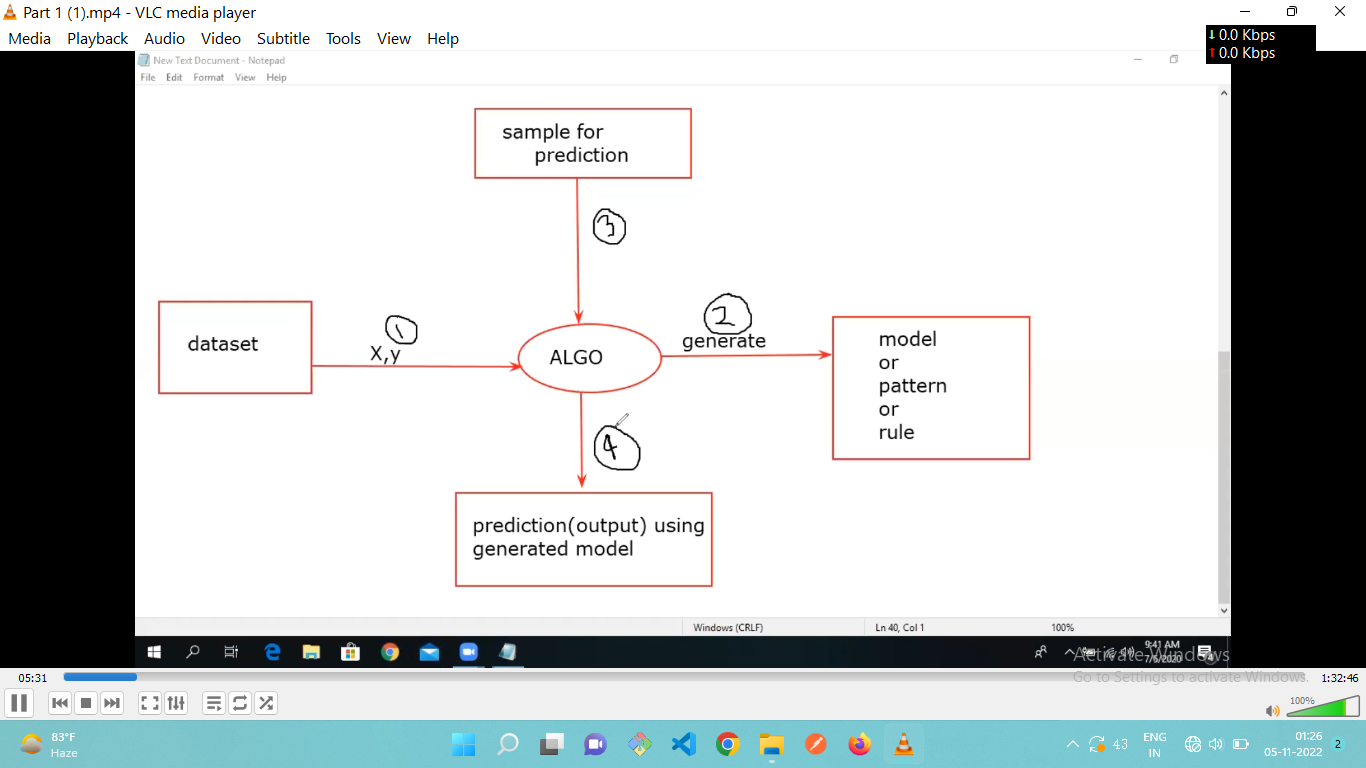 Part 1 (1).mp4 - VLC media player
Media Playback Audio Video Subtitle Tools View Help
0.0 Kbps
0.0 Kbps
New Text Document - Notepad
File Edit Format View Help
sample for
prediction
3
dataset
1
X,y
ALGO
2
generate
model
or
pattern
or
rule
4
prediction(output) using
generated model
Windows (CRLF) Ln 40, Col 1 100%
9:41 AM
Activate Windows
Go to Settings to activate Windows.
05:31 1:32:46
100%
83°F
Haze
43
ENG
IN
01:26
05-11-2022
2